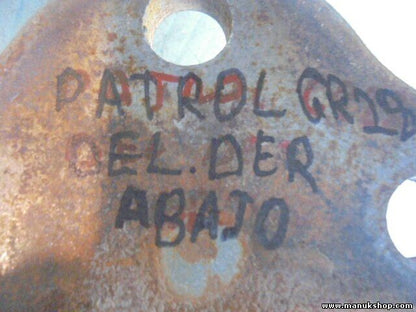 PATROL GR
DEL. DER
ABAJO
www.manukshop.com